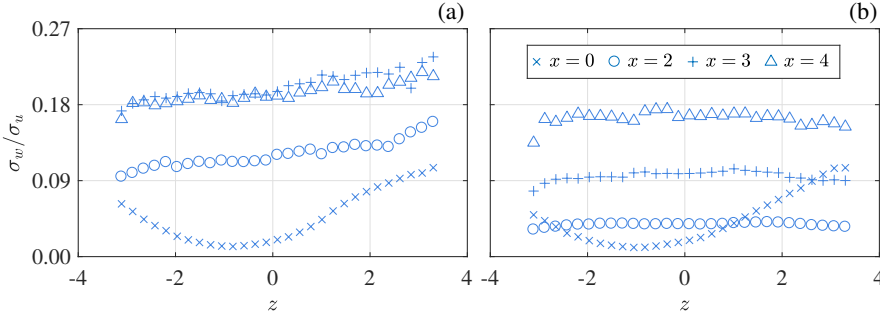 (a) (b)
0.27
× x = 0 ○ x = 2 + x = 3 △ x = 4
0.18
σw/σu
0.09
0.00
-4 -2 0 2 4 -4 -2 0 2 4
z z